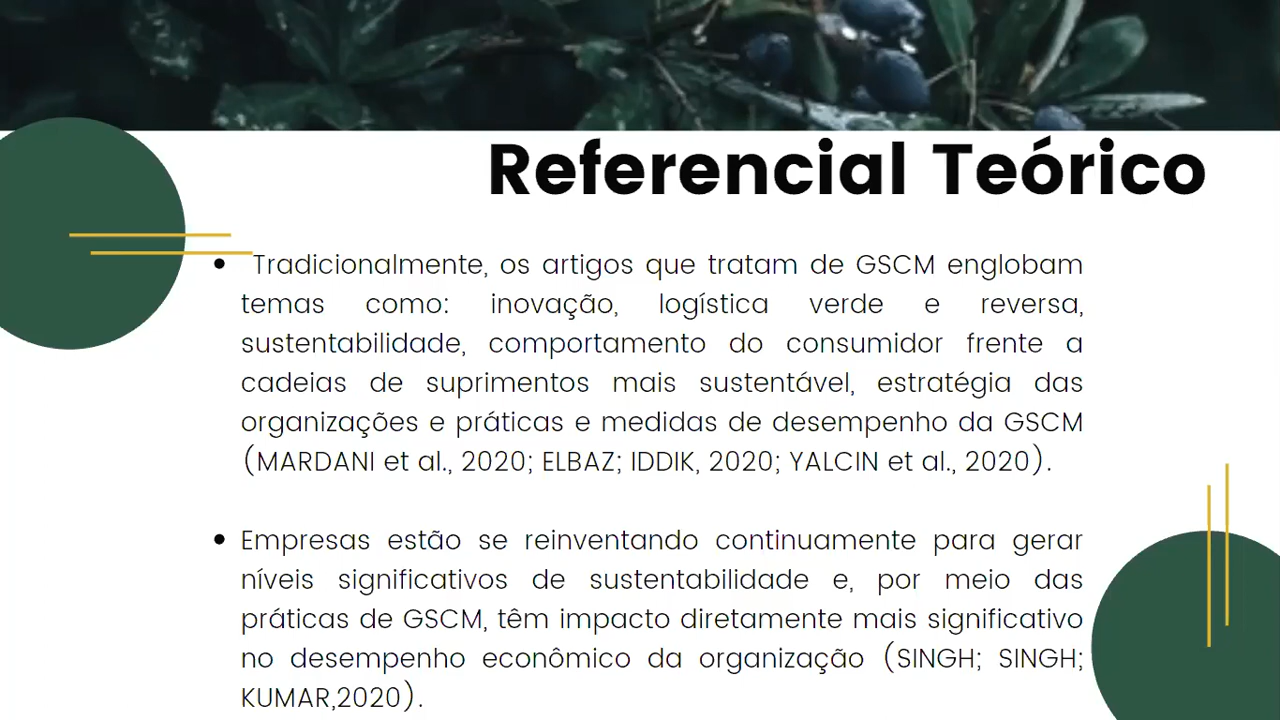 Referencial Teórico
• Tradicionalmente, os artigos que tratam de GSCM englobam
temas como: inovação, logística verde e reversa,
sustentabilidade, comportamento do consumidor frente a
cadeias de suprimentos mais sustentável, estratégia das
organizações e práticas e medidas de desempenho da GSCM
(MARDANI et al., 2020; ELBAZ; IDDIK, 2020; YALCIN et al., 2020).
• Empresas estão se reinventando continuamente para gerar
níveis significativos de sustentabilidade e, por meio das
práticas de GSCM, têm impacto diretamente mais significativo
no desempenho econômico da organização (SINGH; SINGH;
KUMAR,2020).